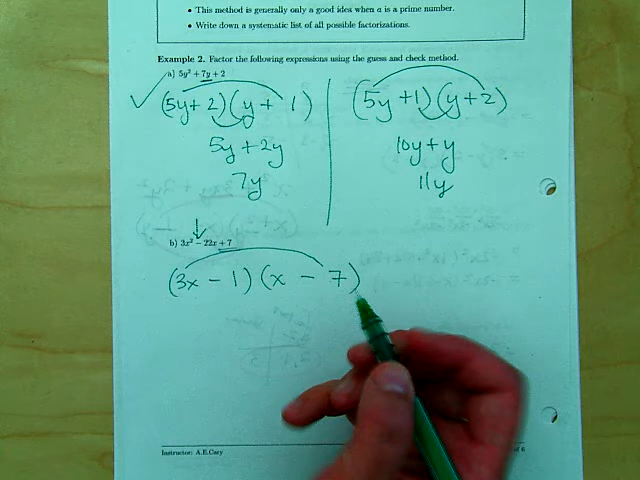 • This method is generally only a good idea when a is a prime number.
• Write down a systematic list of all possible factorizations.
Example 2. Factor the following expressions using the guess and check method.
a) 5y² + 7y + 2
(5y + 2)(y + 1)
5y + 2y
7y
(5y + 1)(y + 2)
10y + y
11y
b) 3x² − 22x + 7
(3x − 1)(x − 7)
Instructor: A.E.Cary
of 6